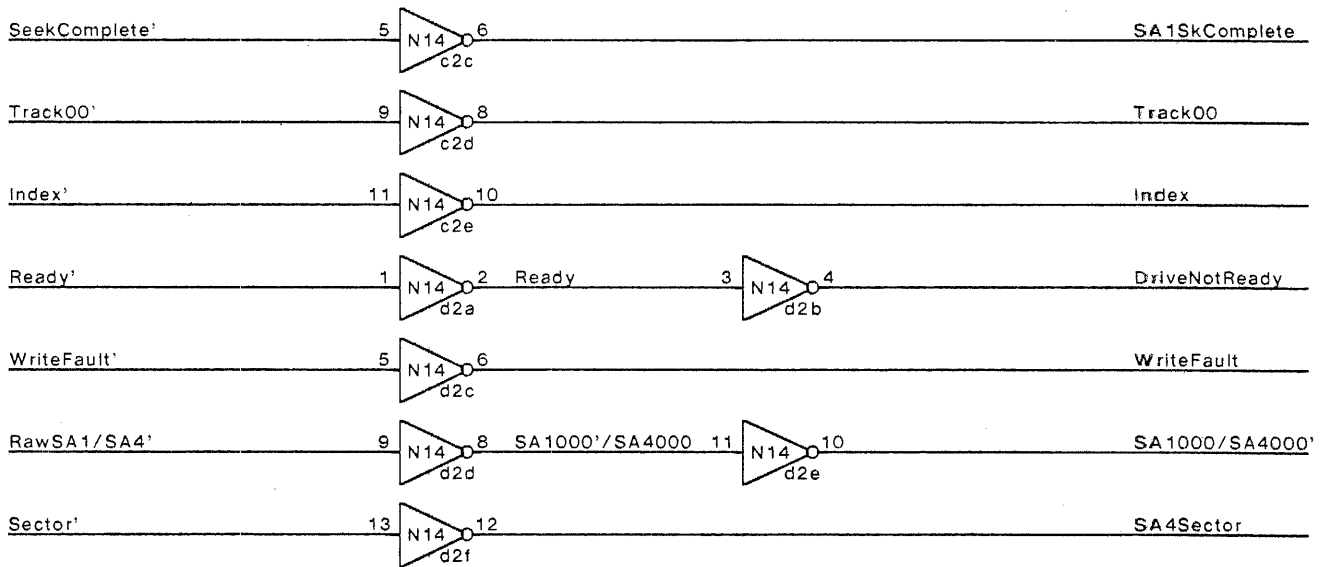 SeekComplete' 5 N14 6 SA1SkComplete
c2c
Track00' 9 N14 8 Track00
c2d
Index' 11 N14 10 Index
c2e
Ready' 1 N14 2 Ready 3 N14 4 DriveNotReady
d2a d2b
WriteFault' 5 N14 6 WriteFault
d2c
RawSA1/SA4' 9 N14 8 SA1000'/SA4000 11 N14 10 SA1000/SA4000'
d2d d2e
Sector' 13 N14 12 SA4Sector
d2f